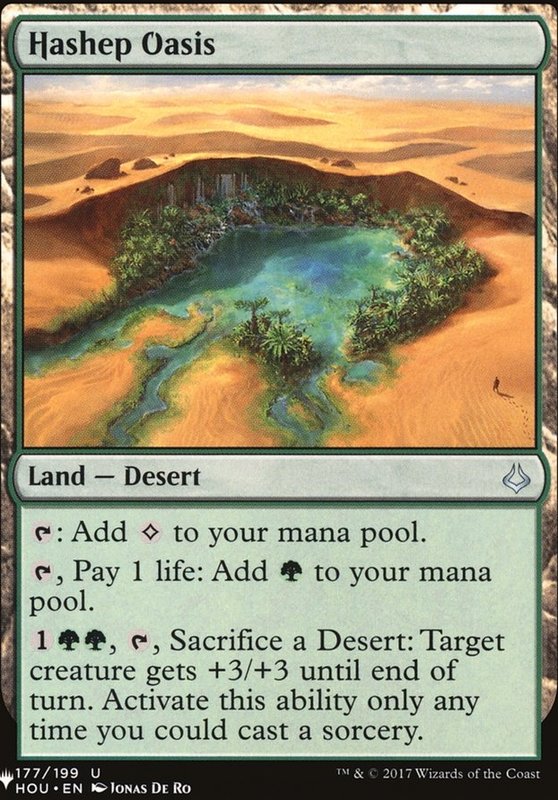 Hashep Oasis
Land — Desert
: Add to your mana pool.
, Pay 1 life: Add to your mana
pool.
1, , Sacrifice a Desert: Target
creature gets +3/+3 until end of
turn. Activate this ability only any
time you could cast a sorcery.
177/199 U
HOU • EN Jonas De Ro
™ & © 2017 Wizards of the Coast